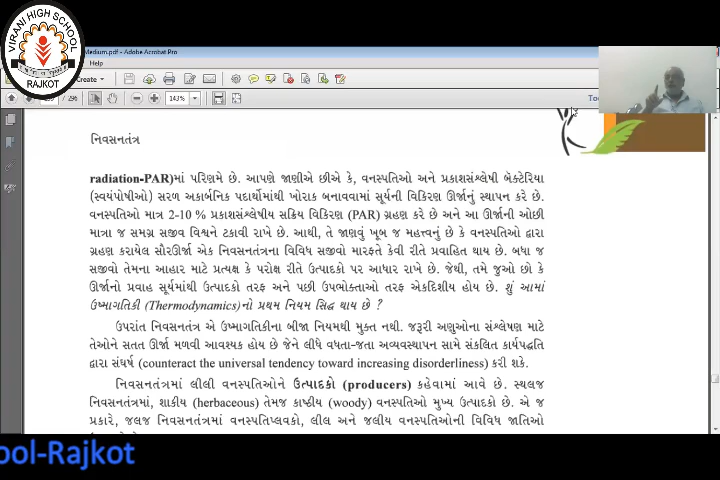 VIRANI HIGH SCHOOL
RAJKOT
Medium.pdf - Adobe Acrobat Pro
Help
Create
/ 296
143%
નિવસનતંત્ર
radiation-PAR)માં પરિણમે છે. આપણે જાણીએ છીએ કે, વનસ્પતિઓ અને પ્રકાશસંશ્લેષી બૅક્ટેરિયા
(સ્વયંપોષીઓ) સરળ અકાર્બનિક પદાર્થોમાંથી ખોરાક બનાવવામાં સૂર્યની વિકિરણ ઊર્જાનું સ્થાપન કરે છે.
વનસ્પતિઓ માત્ર 2-10 % પ્રકાશસંશ્લેષીય સક્રિય વિકિરણ (PAR) ગ્રહણ કરે છે અને આ ઊર્જાની ઓછી
માત્રા જ સમગ્ર સજીવ વિશ્વને ટકાવી રાખે છે. આથી, તે જાણવું ખૂબ જ મહત્ત્વનું છે કે વનસ્પતિઓ દ્વારા
ગ્રહણ કરાયેલ સૌરઊર્જા એક નિવસનતંત્રના વિવિધ સજીવો મારફતે કેવી રીતે પ્રવાહિત થાય છે. બધા જ
સજીવો તેમના આહાર માટે પ્રત્યક્ષ કે પરોક્ષ રીતે ઉત્પાદકો પર આધાર રાખે છે. જેથી, તમે જુઓ છો કે
ઊર્જાનો પ્રવાહ સૂર્યમાંથી ઉત્પાદકો તરફ અને પછી ઉપભોક્તાઓ તરફ એકદિશીય હોય છે. શું આમાં
ઉષ્માગતિકી (Thermodynamics)નો પ્રથમ નિયમ સિદ્ધ થાય છે ?
ઉપરાંત નિવસનતંત્ર એ ઉષ્માગતિકીના બીજા નિયમથી મુક્ત નથી. જરૂરી અણુઓના સંશ્લેષણ માટે
તેઓને સતત ઊર્જા મળવી આવશ્યક હોય છે જેને લીધે વધતા-જતા અવ્યવસ્થાપન સામે સંકલિત કાર્યપદ્ધતિ
દ્વારા સંઘર્ષ (counteract the universal tendency toward increasing disorderliness) કરી શકે.
નિવસનતંત્રમાં લીલી વનસ્પતિઓને ઉત્પાદકો (producers) કહેવામાં આવે છે. સ્થલજ
નિવસનતંત્રમાં, શાકીય (herbaceous) તેમજ કાષ્ઠીય (woody) વનસ્પતિઓ મુખ્ય ઉત્પાદકો છે. એ જ
પ્રકારે, જલજ નિવસનતંત્રમાં વનસ્પતિપ્લવકો, લીલ અને જલીય વનસ્પતિઓની વિવિધ જાતિઓ
ool-Rajkot